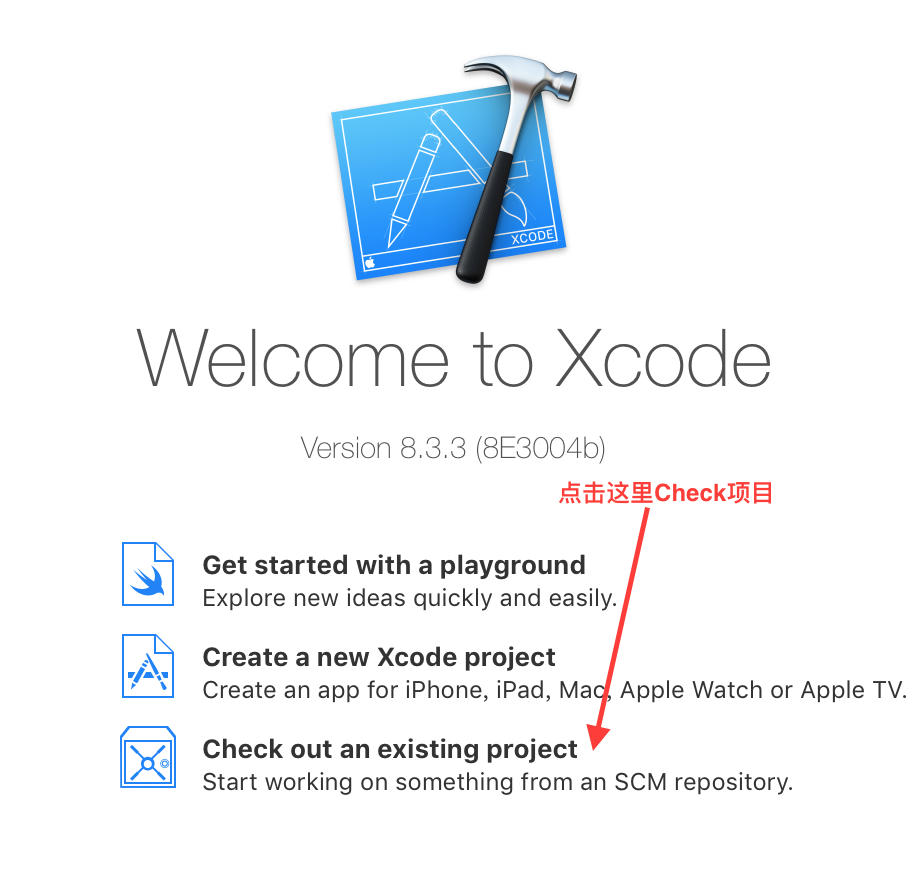 XCODE
Welcome to Xcode
Version 8.3.3 (8E3004b)
点击这里Check项目
Get started with a playground
Explore new ideas quickly and easily.
Create a new Xcode project
Create an app for iPhone, iPad, Mac, Apple Watch or Apple TV.
Check out an existing project
Start working on something from an SCM repository.